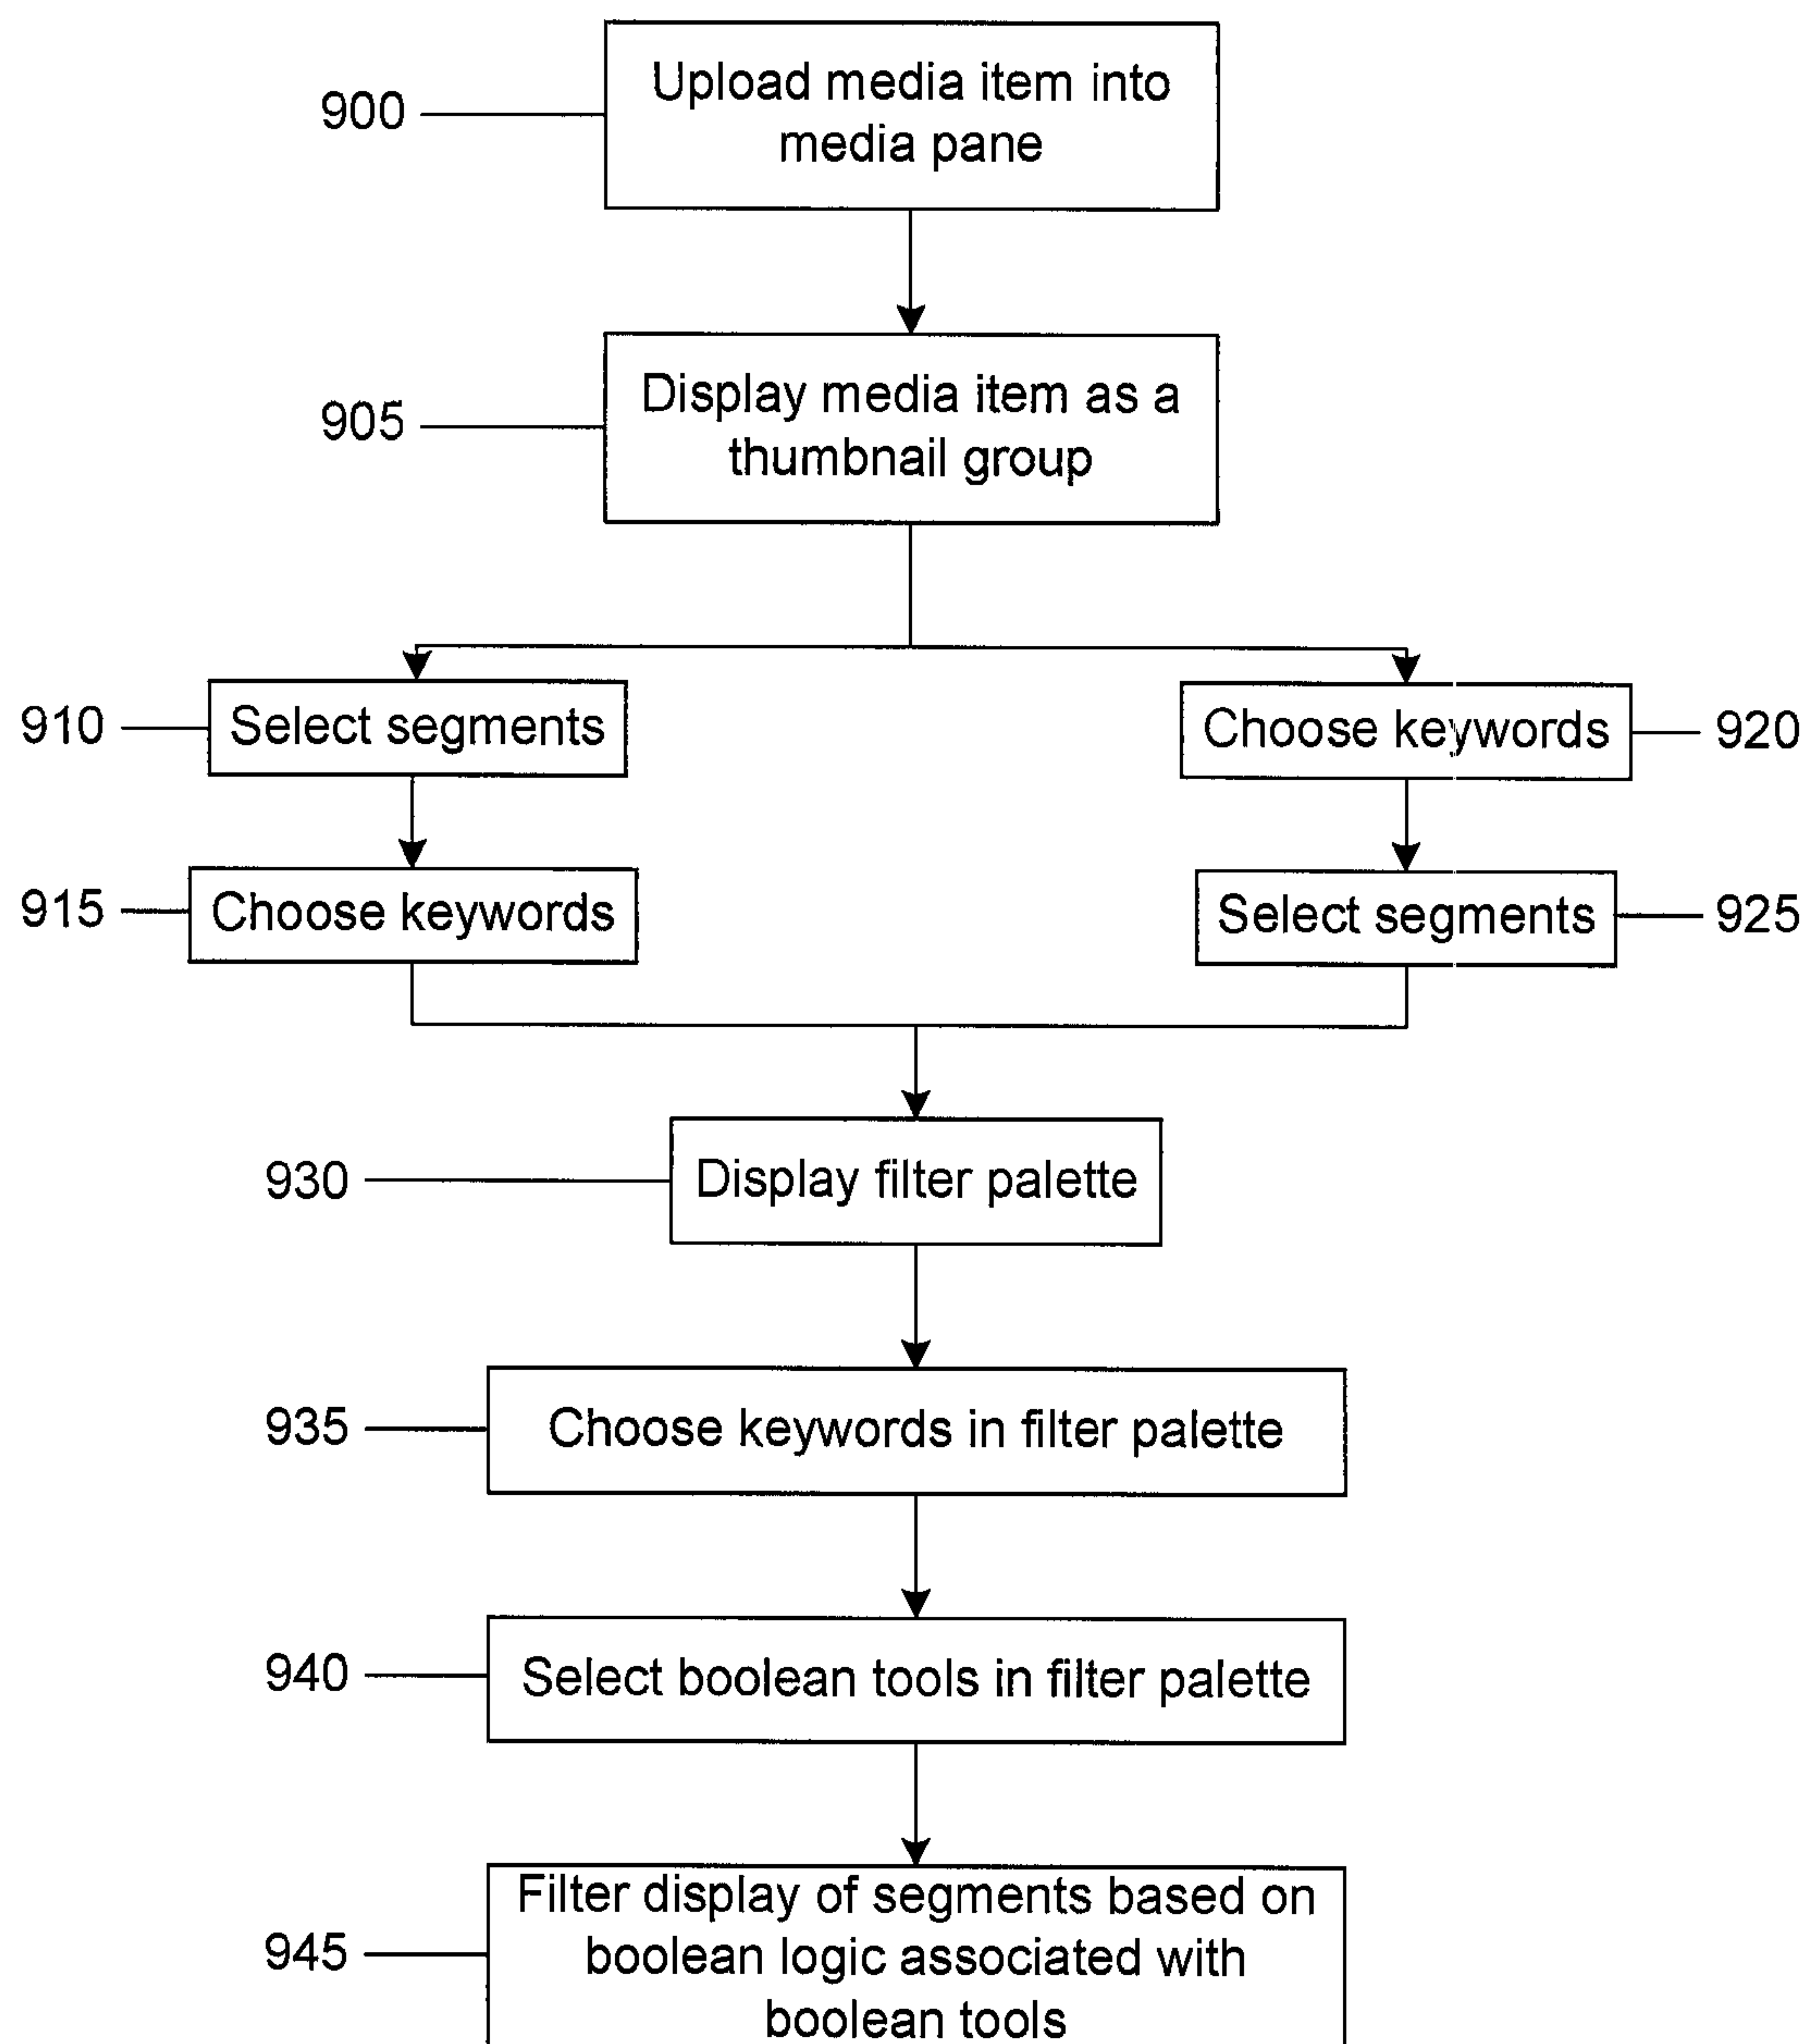 900
Upload media item into
media pane
905
Display media item as a
thumbnail group
910
Select segments
Choose keywords
920
915
Choose keywords
Select segments
925
930
Display filter palette
935
Choose keywords in filter palette
940
Select boolean tools in filter palette
945
Filter display of segments based on
boolean logic associated with
boolean tools